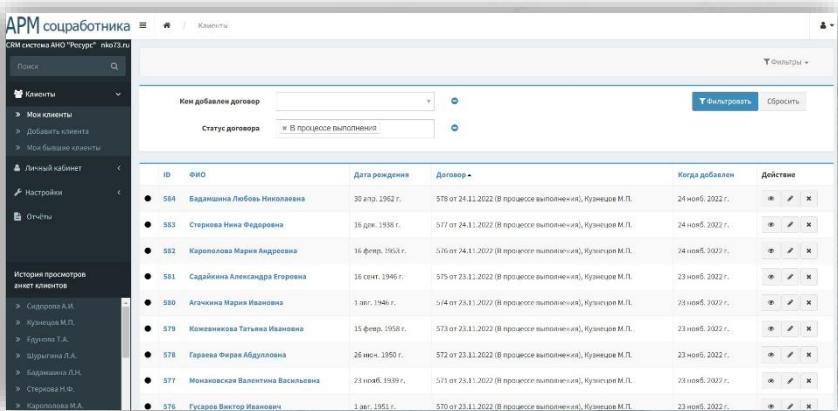 АРМ соцработника
Клиенты
CRM система АНО "Ресурс" nko73.ru
Поиск
Фильтры
Клиенты
Кем добавлен договор
Фильтровать
Сбросить
Мои клиенты
Добавить клиента
Статус договора
× В процессе выполнения
Мои бывшие клиенты
Личный кабинет
Настройки
Отчёты
ID ФИО Дата рождения Договор Когда добавлен Действие
584 Бадамшина Любовь Николаевна 30 апр. 1962 г. 578 от 24.11.2022 (В процессе выполнения), Кузнецов М.П. 24 нояб. 2022 г.
583 Стеркова Нина Федоровна 16 дек. 1938 г. 577 от 24.11.2022 (В процессе выполнения), Кузнецов М.П. 24 нояб. 2022 г.
582 Карополова Мария Андреевна 16 февр. 1953 г. 576 от 24.11.2022 (В процессе выполнения), Кузнецов М.П. 24 нояб. 2022 г.
581 Садайкина Александра Егоровна 16 сент. 1946 г. 575 от 23.11.2022 (В процессе выполнения), Кузнецов М.П. 23 нояб. 2022 г.
580 Агачкина Мария Ивановна 1 авг. 1946 г. 574 от 23.11.2022 (В процессе выполнения), Кузнецов М.П. 23 нояб. 2022 г.
579 Кожевникова Татьяна Ивановна 15 февр. 1958 г. 573 от 23.11.2022 (В процессе выполнения), Кузнецов М.П. 23 нояб. 2022 г.
578 Гараева Фирая Абдулловна 26 июн. 1950 г. 572 от 23.11.2022 (В процессе выполнения), Кузнецов М.П. 23 нояб. 2022 г.
577 Монаковская Валентина Васильевна 23 нояб. 1939 г. 571 от 23.11.2022 (В процессе выполнения), Кузнецов М.П. 23 нояб. 2022 г.
576 Гусаров Виктор Иванович 1 авг. 1951 г. 570 от 23.11.2022 (В процессе выполнения), Кузнецов М.П. 23 нояб. 2022 г.
История просмотров
анкет клиентов
Сидорова А.И.
Кузнецов М.П.
Едунова Т.А.
Шурыгина Л.А.
Бадамшина Л.Н.
Стеркова Н.Ф.
Карополова М.А.